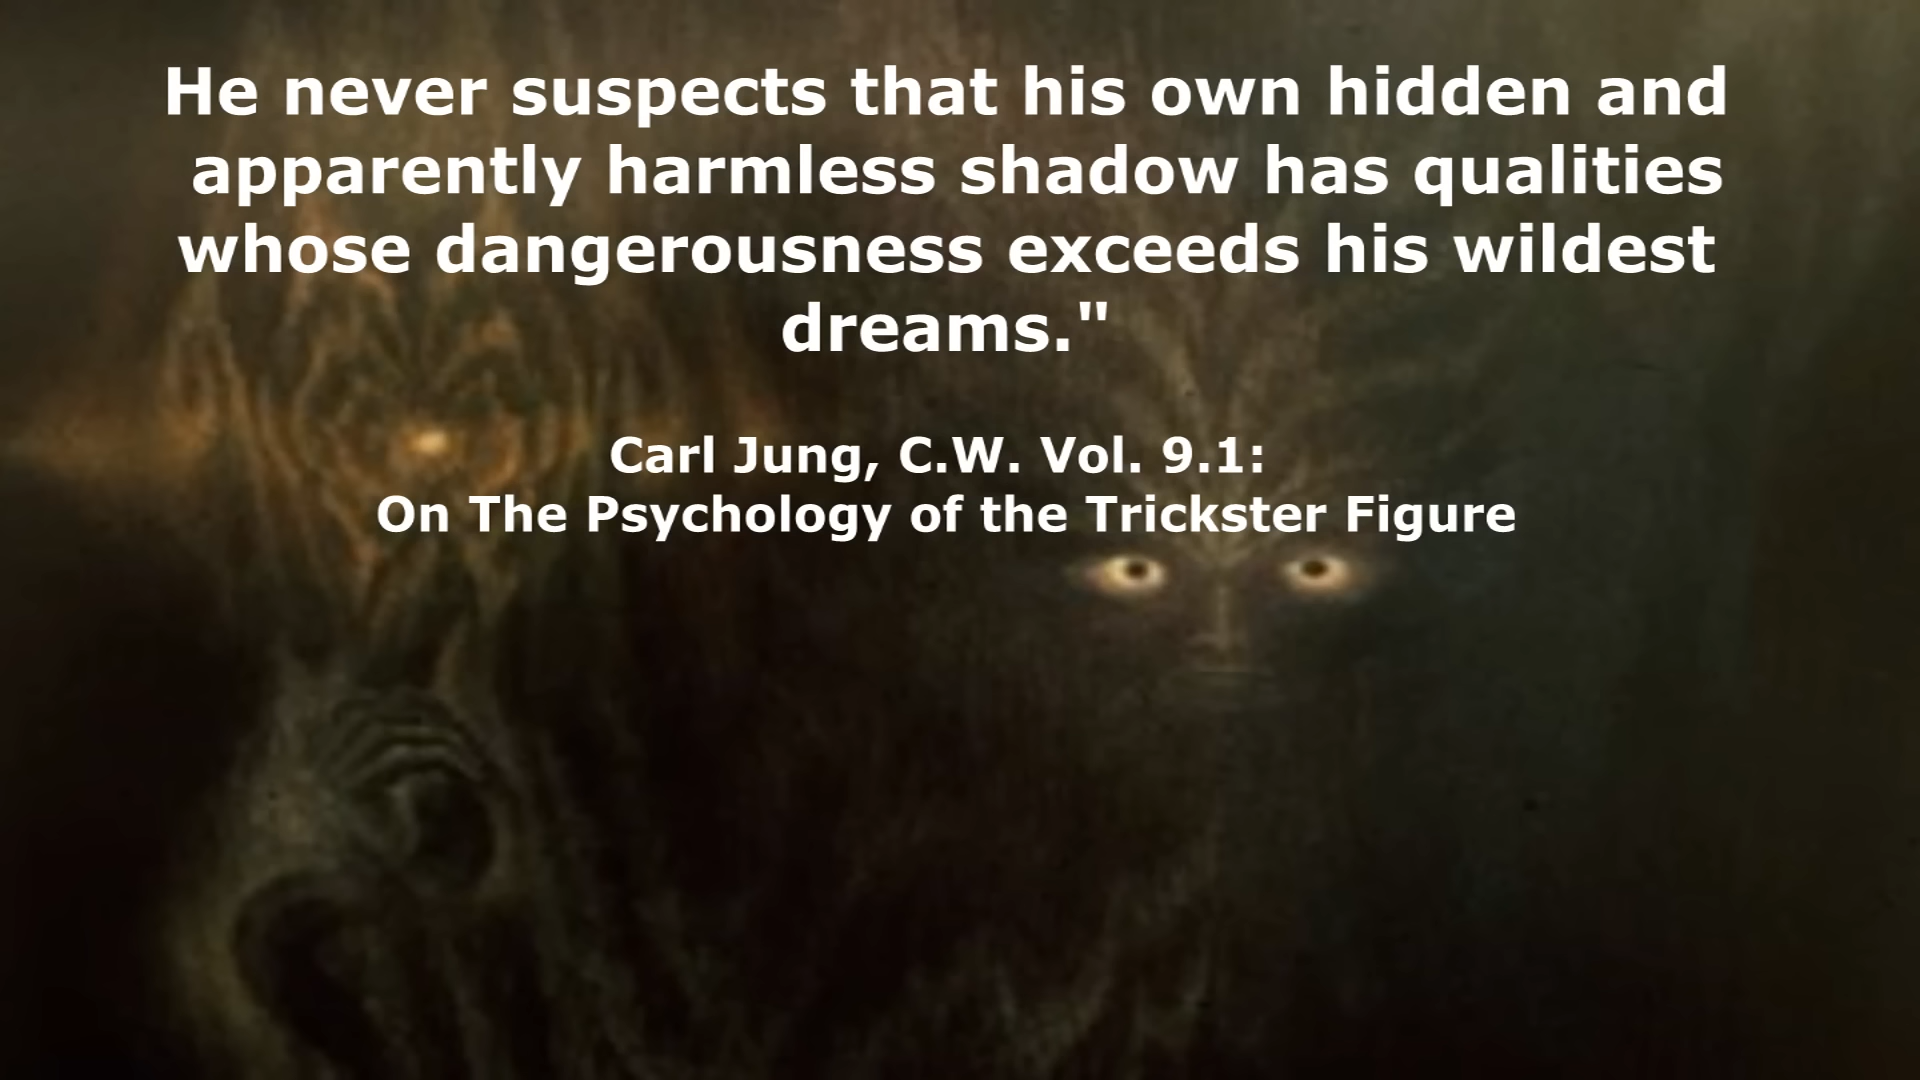 He never suspects that his own hidden and
apparently harmless shadow has qualities
whose dangerousness exceeds his wildest
dreams."
Carl Jung, C.W. Vol. 9.1:
On The Psychology of the Trickster Figure